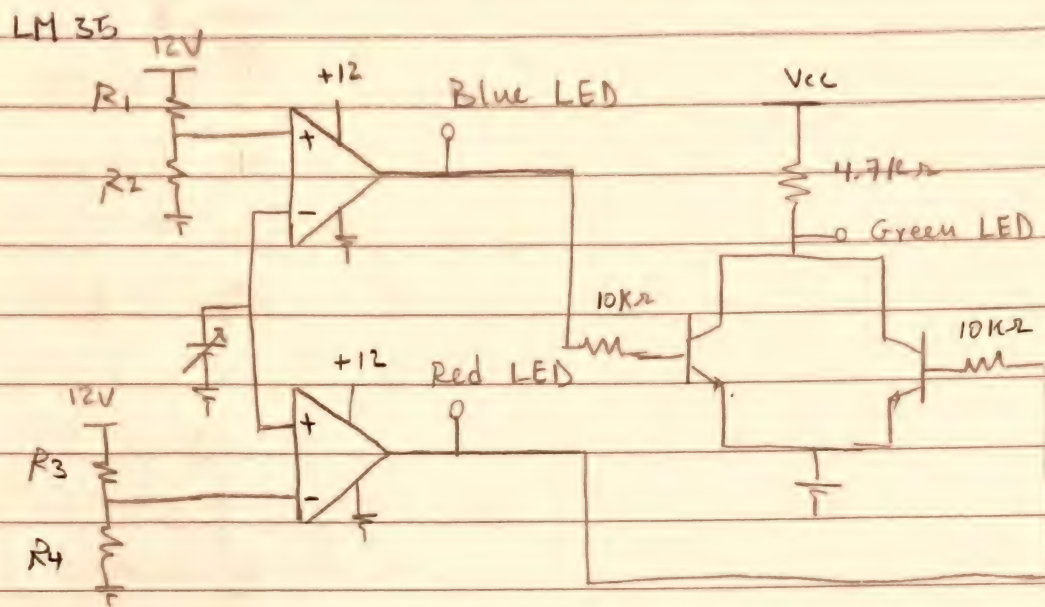 LM 35
12V
R1
R2
+12
Blue LED
+
-
Vcc
4.7KΩ
Green LED
10KΩ
10KΩ
+12
Red LED
+
-
12V
R3
R4